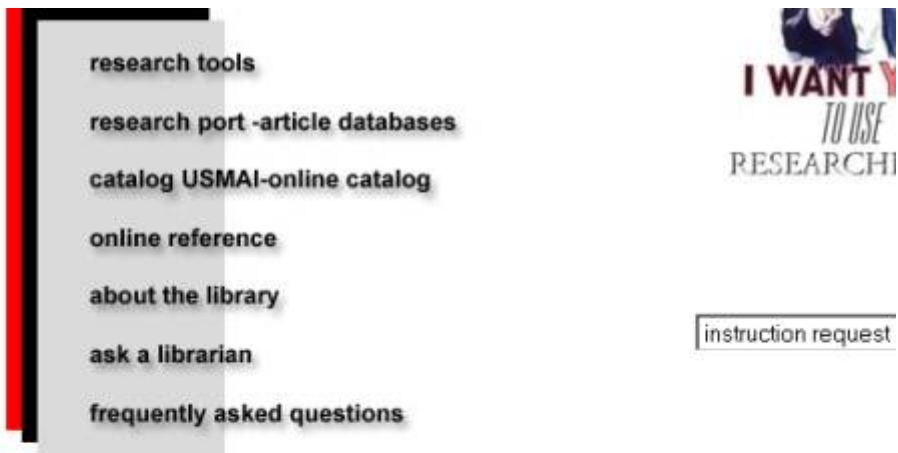 research tools
research port -article databases
catalog USMAI-online catalog
online reference
about the library
ask a librarian
frequently asked questions
I WANT
TO USE
instruction request